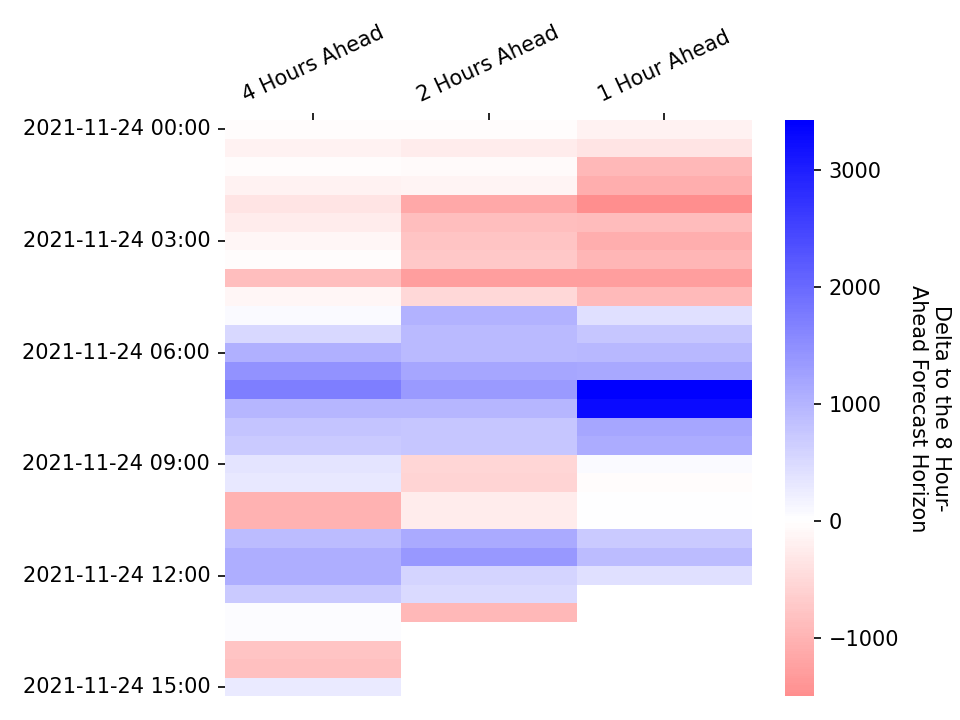 4 Hours Ahead
2 Hours Ahead
1 Hour Ahead
2021-11-24 00:00
2021-11-24 03:00
2021-11-24 06:00
2021-11-24 09:00
2021-11-24 12:00
2021-11-24 15:00
3000
2000
1000
0
−1000
Delta to the 8 Hour-
Ahead Forecast Horizon